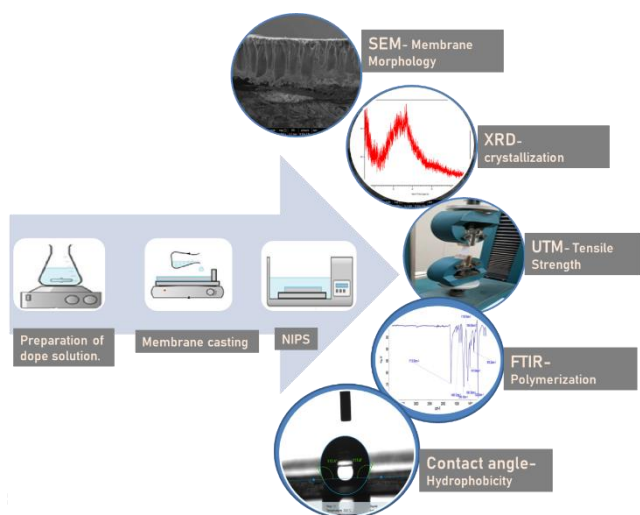 SEM- Membrane
Morphology
XRD-
crystallization
UTM- Tensile
Strength
Preparation of
dope solution.
Membrane casting
NIPS
FTIR-
Polymerization
Contact angle-
Hydrophobicity